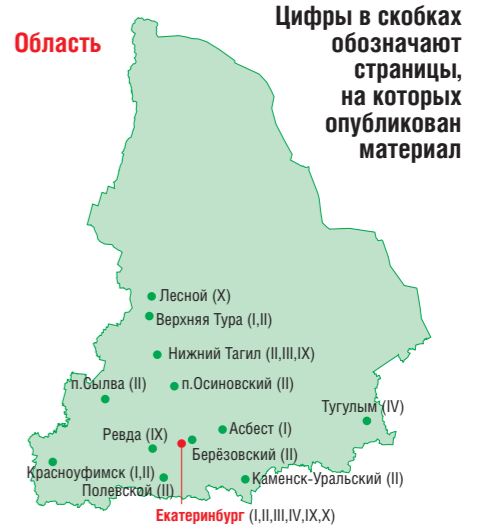 Область
Цифры в скобках
обозначают
страницы,
на которых
опубликован
материал
Лесной (X)
Верхняя Тура (I,II)
Нижний Тагил (II,III,IX)
п.Сылва (II)
п.Осиновский (II)
Тугулым (IV)
Асбест (I)
Ревда (IX)
Берёзовский (II)
Красноуфимск (I,II)
Полевской (II)
Каменск-Уральский (II)
Екатеринбург (I,II,III,IV,IX,X)